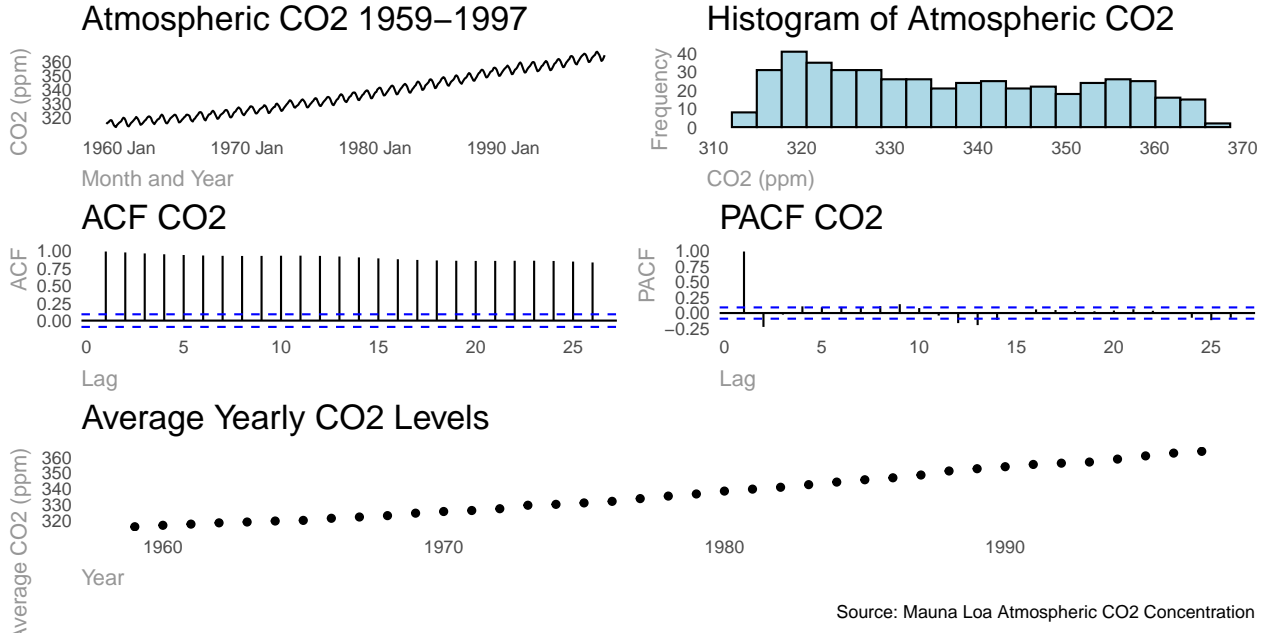 Atmospheric CO2 1959−1997
CO2 (ppm)
360
350
340
330
320
1960 Jan 1970 Jan 1980 Jan 1990 Jan
Month and Year
Histogram of Atmospheric CO2
Frequency
40
30
20
10
0
310 320 330 340 350 360 370
CO2 (ppm)
ACF CO2
ACF
1.00
0.75
0.50
0.25
0.00
0 5 10 15 20 25
Lag
PACF CO2
PACF
1.00
0.75
0.50
0.25
0.00
−0.25
0 5 10 15 20 25
Lag
Average Yearly CO2 Levels
Average CO2 (ppm)
360
350
340
330
320
1960 1970 1980 1990
Year
Source: Mauna Loa Atmospheric CO2 Concentration